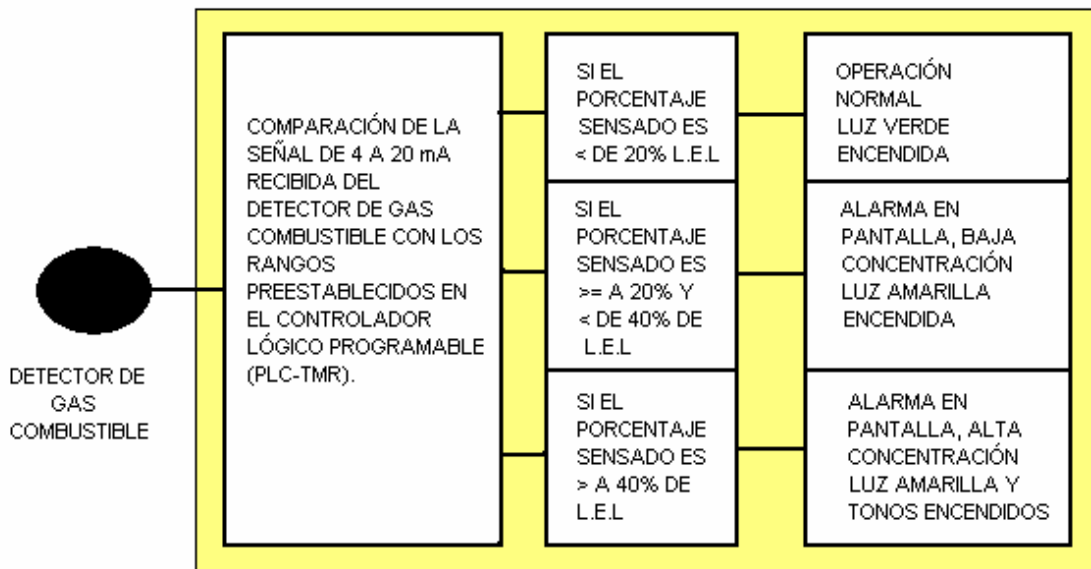 DETECTOR DE
GAS
COMBUSTIBLE
COMPARACIÓN DE LA
SEÑAL DE 4 A 20 mA
RECIBIDA DEL
DETECTOR DE GAS
COMBUSTIBLE CON LOS
RANGOS
PREESTABLECIDOS EN
EL CONTROLADOR
LÓGICO PROGRAMABLE
(PLC-TMR).
SI EL
PORCENTAJE
SENSADO ES
< DE 20% L.E.L
OPERACIÓN
NORMAL
LUZ VERDE
ENCENDIDA
SI EL
PORCENTAJE
SENSADO ES
>= A 20% Y
< DE 40% DE
L.E.L
ALARMA EN
PANTALLA, BAJA
CONCENTRACIÓN
LUZ AMARILLA
ENCENDIDA
SI EL
PORCENTAJE
SENSADO ES
> A 40% DE
L.E.L
ALARMA EN
PANTALLA, ALTA
CONCENTRACIÓN
LUZ AMARILLA Y
TONOS ENCENDIDOS